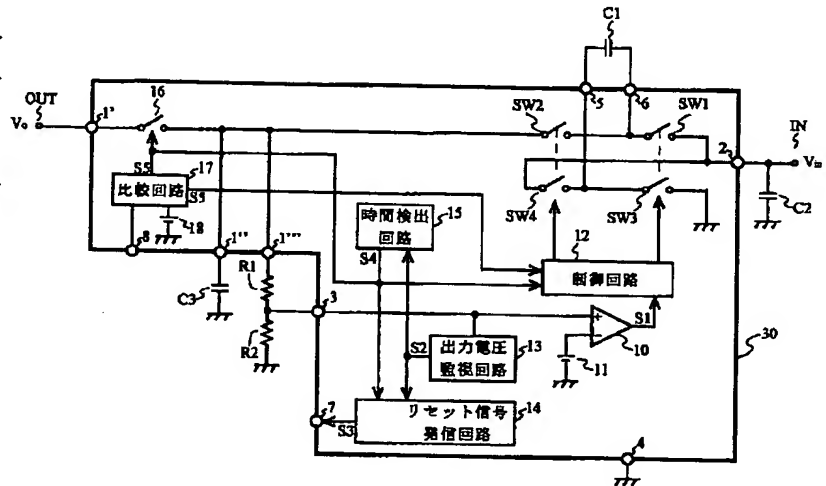 C1
16
OUT
Vo
1'
5
6
SW2
SW1
IN
2
Vin
S5
17
比較回路
S5
18
SW4
SW3
C2
時間検出
回路
15
8
1''
1'''
S4
12
制御回路
R1
C3
3
S1
10
R2
S2
出力電圧
監視回路
13
11
30
7
S3
リセット信号
発信回路
14
4